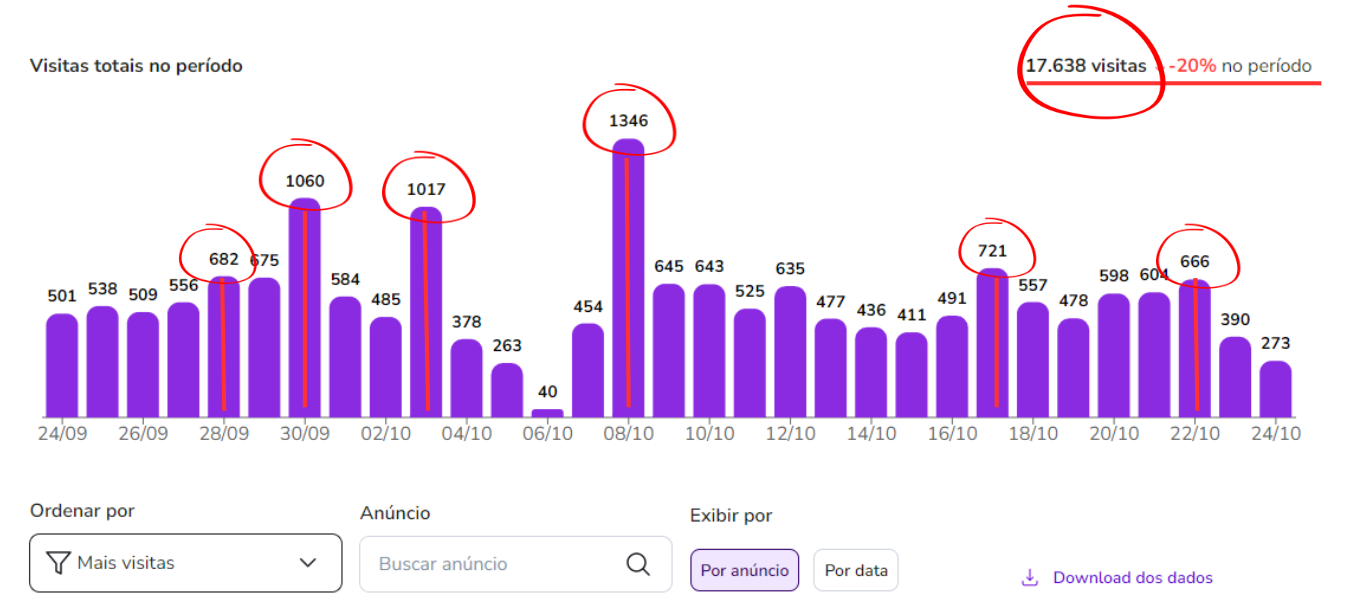 Visitas totais no período
17.638 visitas -20% no período
1346
1060
1017
721
682 675
666
645 643
635
598 604
584
556
557
538
525
501
509
485
491
477
478
454
436
411
378
390
263
273
40
24/09 26/09 28/09 30/09 02/10 04/10 06/10 08/10 10/10 12/10 14/10 16/10 18/10 20/10 22/10 24/10
Ordenar por
Anúncio
Exibir por
Mais visitas
Buscar anúncio
Por anúncio
Por data
Download dos dados